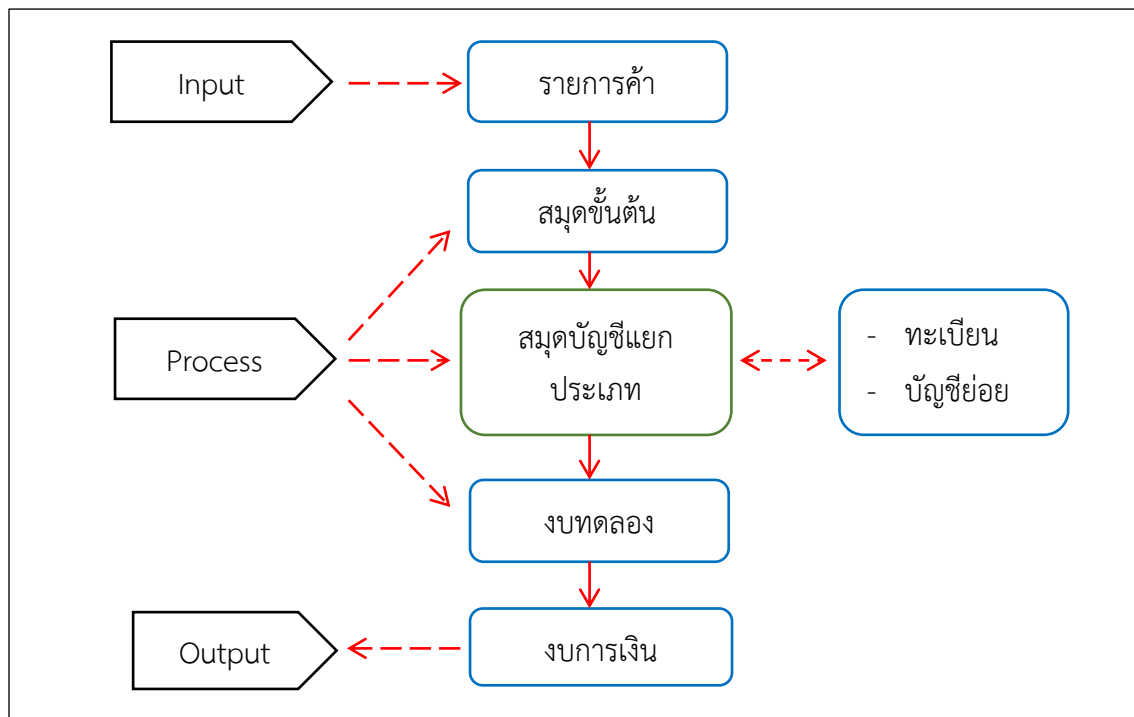 Input
รายการค้า
สมุดขั้นต้น
Process
สมุดบัญชีแยก
ประเภท
- ทะเบียน
- บัญชีย่อย
งบทดลอง
Output
งบการเงิน